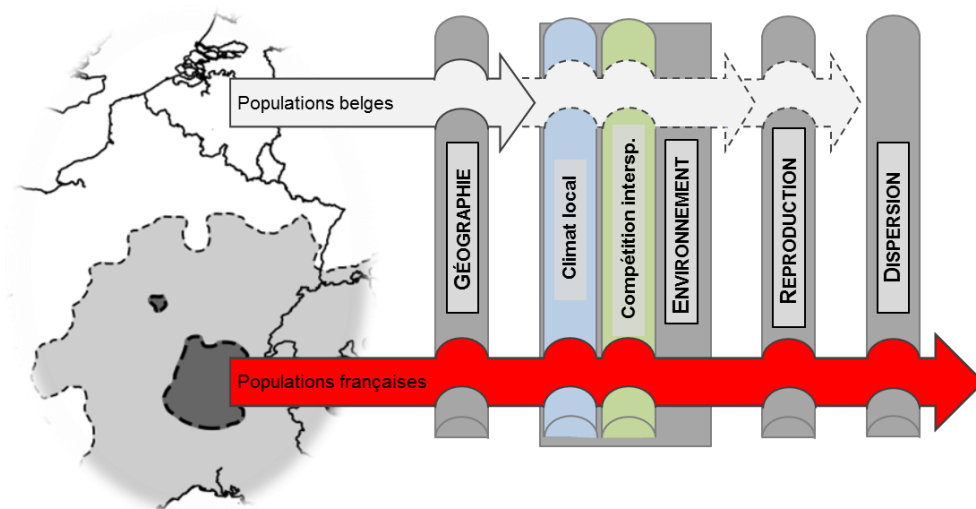 Populations belges
GÉOGRAPHIE
Climat local
Compétition intersp.
ENVIRONNEMENT
REPRODUCTION
DISPERSION
Populations françaises